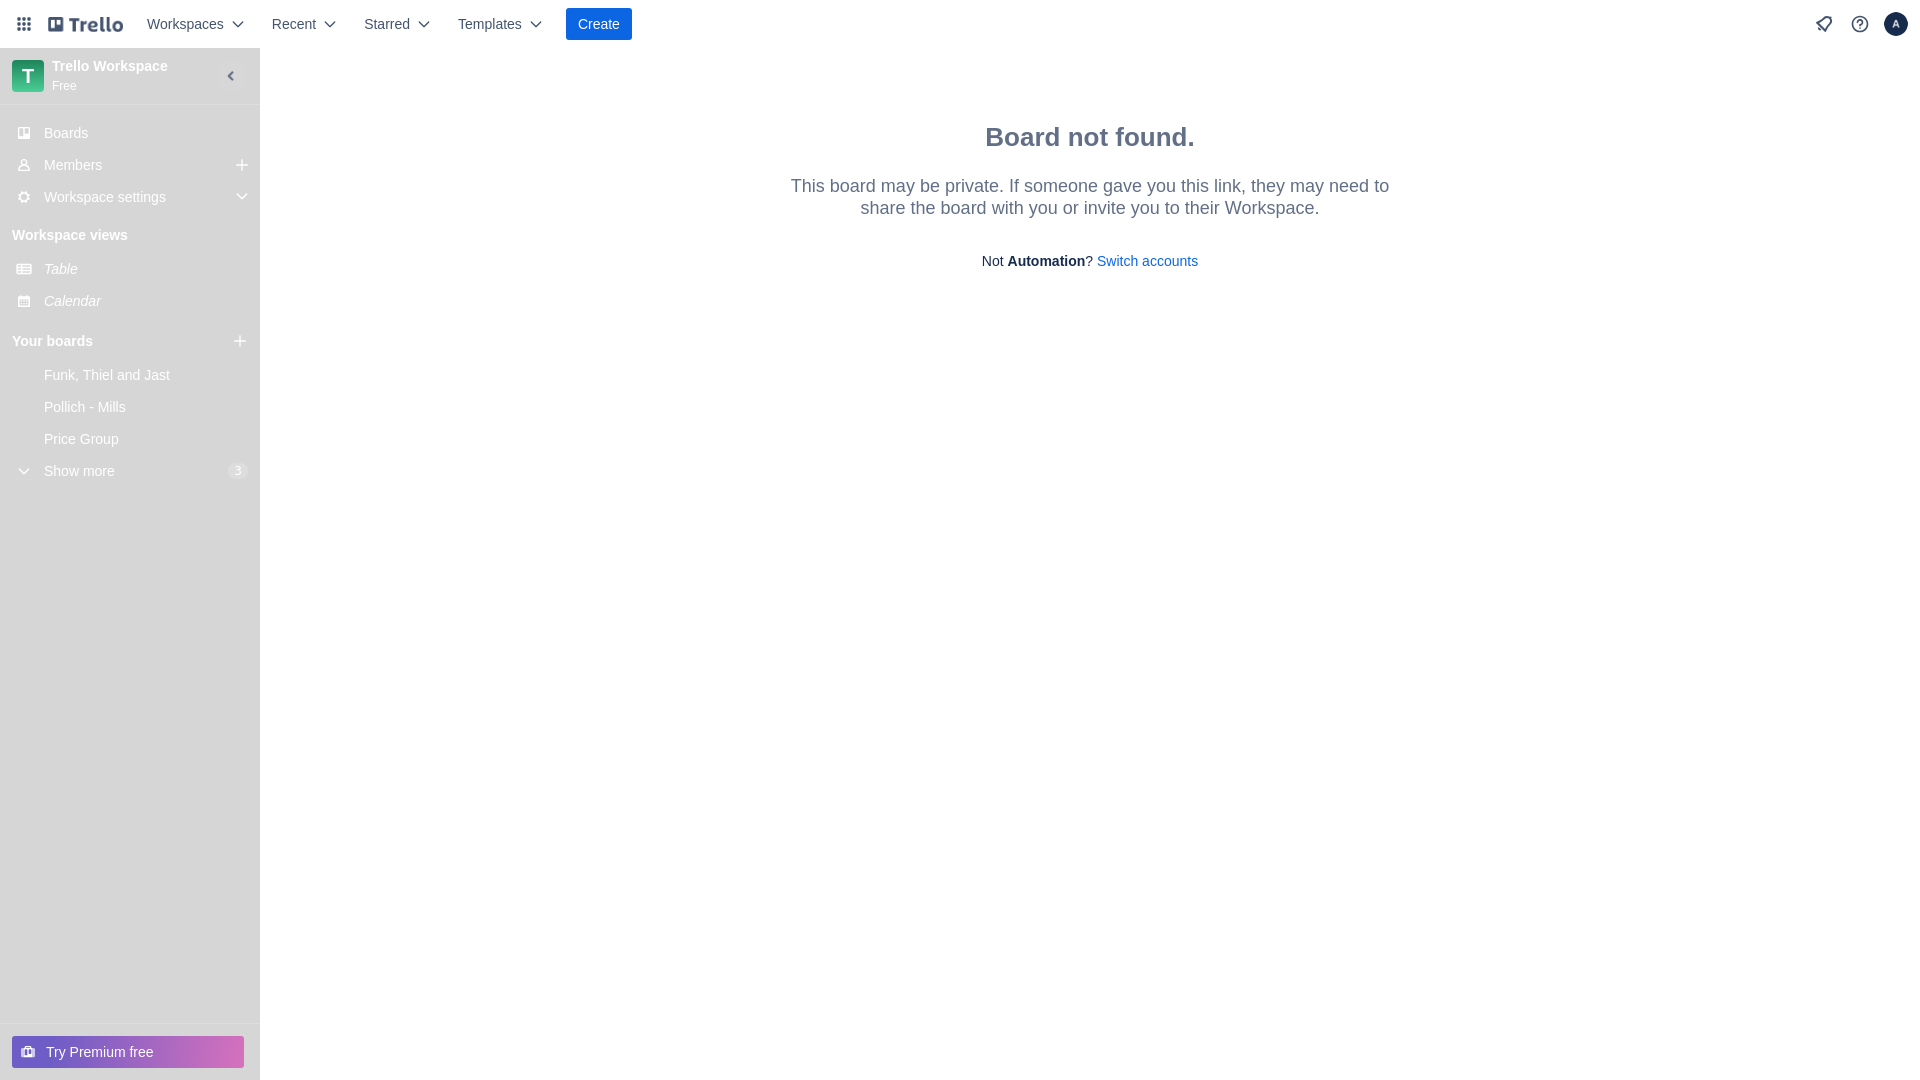 Trello
Workspaces
Recent
Starred
Templates
Create
A
T
Trello Workspace
Free
Boards
Members
Workspace settings
Workspace views
Table
Calendar
Your boards
Funk, Thiel and Jast
Pollich - Mills
Price Group
Show more
3
Try Premium free
Board not found.
This board may be private. If someone gave you this link, they may need to
share the board with you or invite you to their Workspace.
Not Automation? Switch accounts